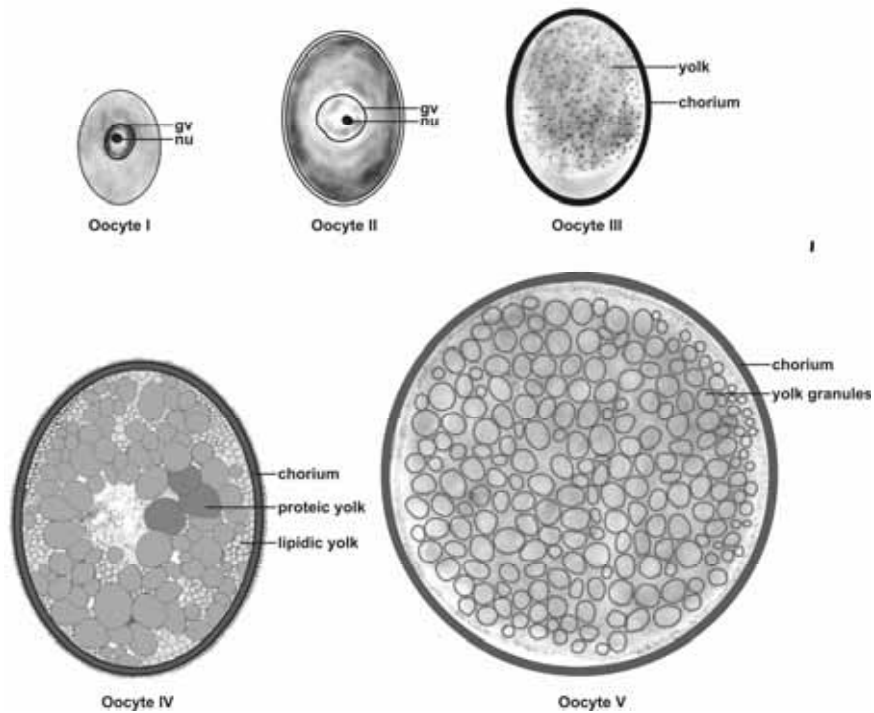 gv
nu
Oocyte I
gv
nu
Oocyte II
yolk
chorium
Oocyte III
chorium
proteic yolk
lipidic yolk
Oocyte IV
chorium
yolk granules
Oocyte V